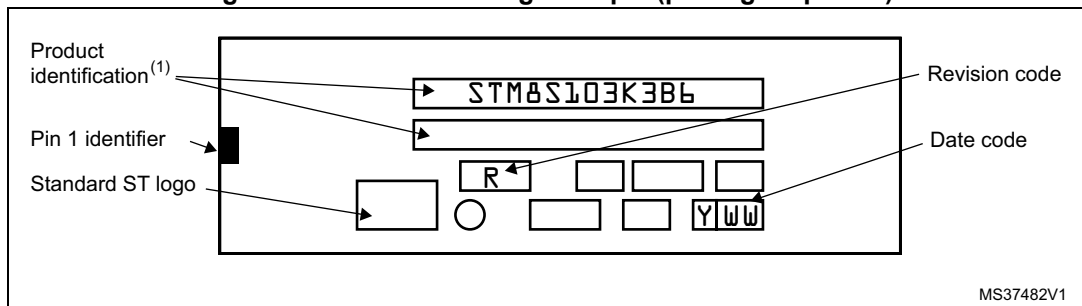 Product
identification(1)
STM8S103K3B6
Revision code
Pin 1 identifier
Date code
Standard ST logo
R
Y WW
MS37482V1